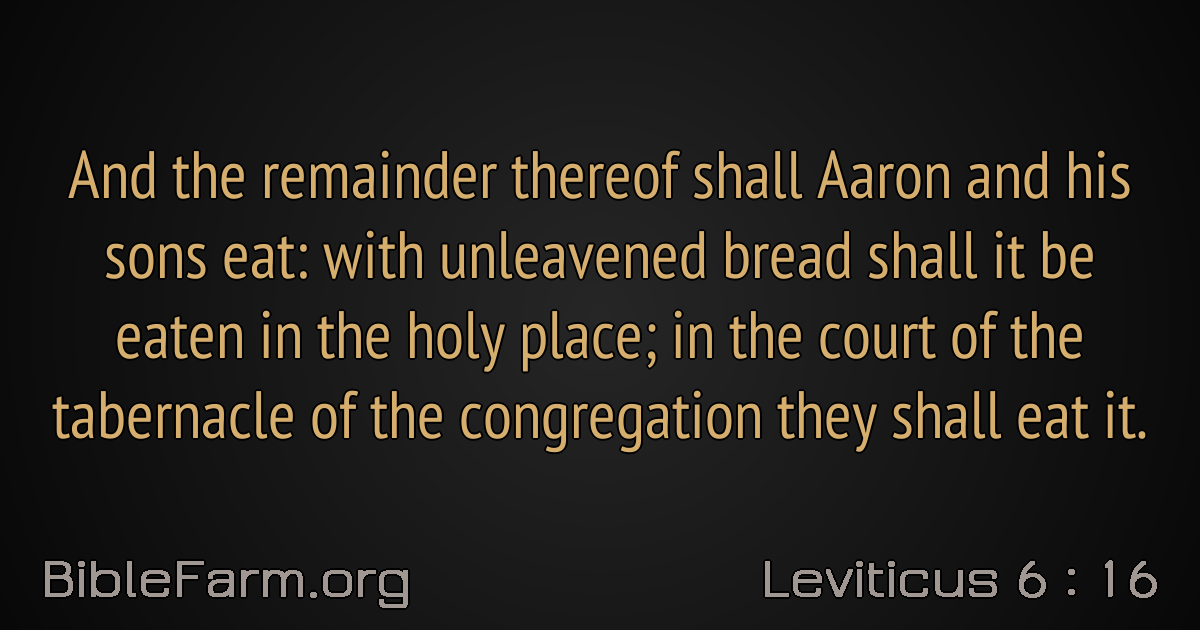 And the remainder thereof shall Aaron and his
sons eat: with unleavened bread shall it be
eaten in the holy place; in the court of the
tabernacle of the congregation they shall eat it.
BibleFarm.org
Leviticus 6 : 16